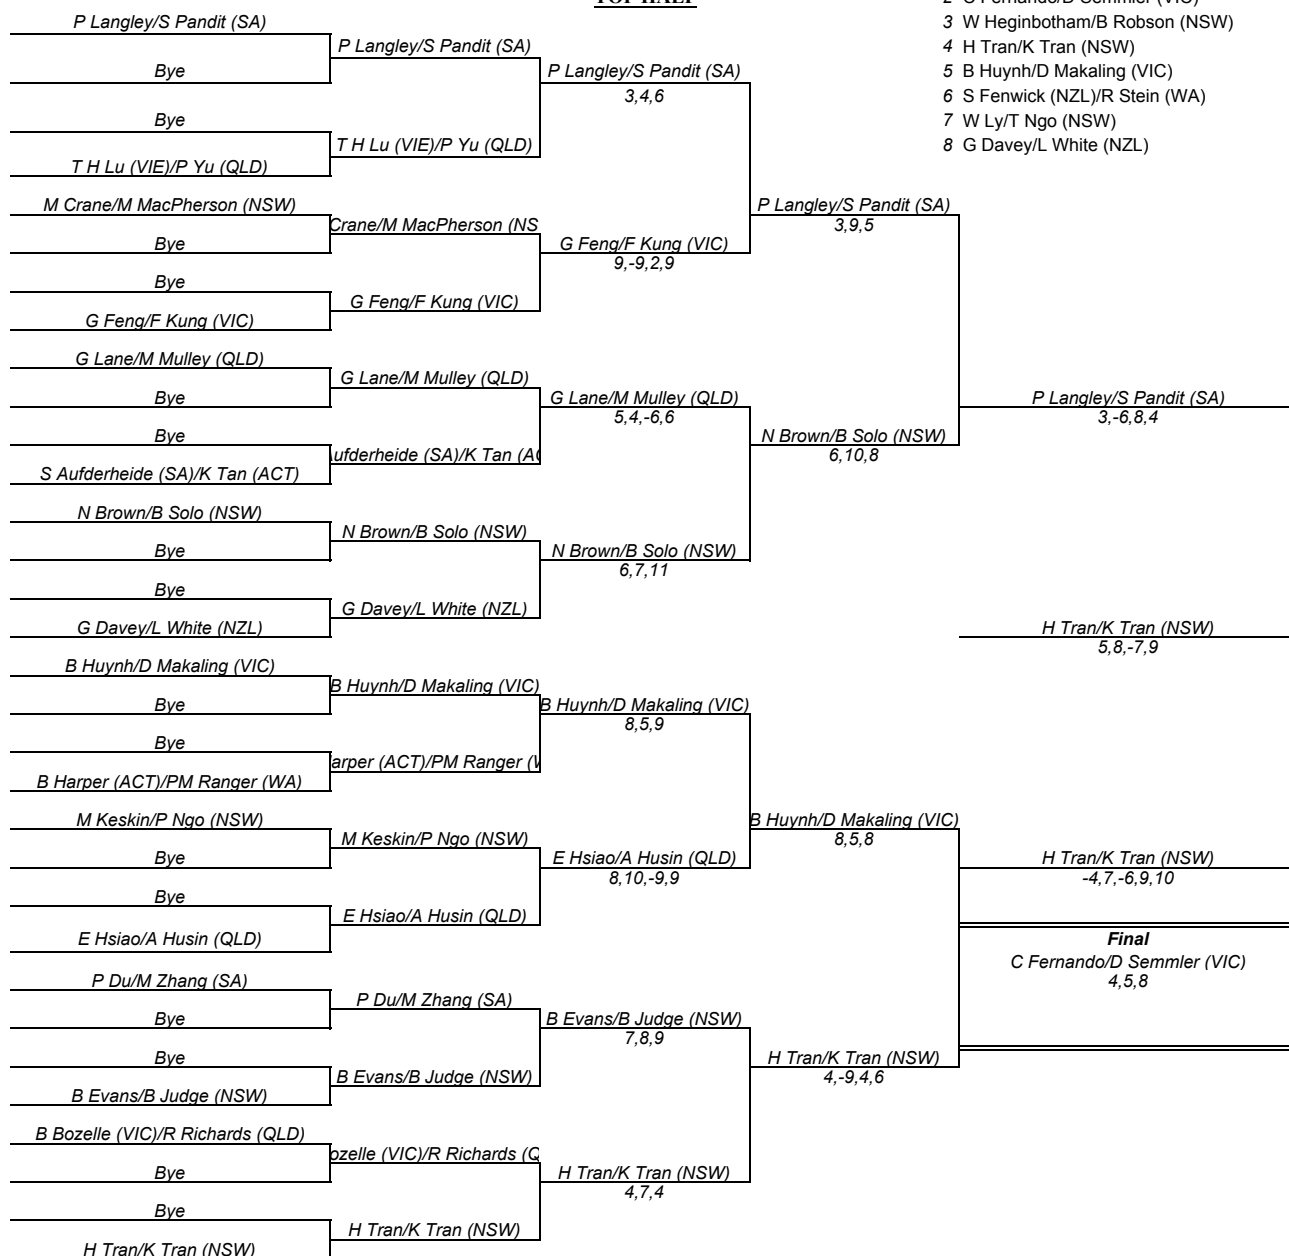 TOP HALF
2 C Fernando/D Semmler (VIC)
3 W Heginbotham/B Robson (NSW)
4 H Tran/K Tran (NSW)
5 B Huynh/D Makaling (VIC)
6 S Fenwick (NZL)/R Stein (WA)
7 W Ly/T Ngo (NSW)
8 G Davey/L White (NZL)
P Langley/S Pandit (SA)
Bye
Bye
T H Lu (VIE)/P Yu (QLD)
M Crane/M MacPherson (NSW)
Bye
Bye
G Feng/F Kung (VIC)
G Lane/M Mulley (QLD)
Bye
Bye
S Aufderheide (SA)/K Tan (ACT)
N Brown/B Solo (NSW)
Bye
Bye
G Davey/L White (NZL)
B Huynh/D Makaling (VIC)
Bye
Bye
B Harper (ACT)/PM Ranger (WA)
M Keskin/P Ngo (NSW)
Bye
Bye
E Hsiao/A Husin (QLD)
P Du/M Zhang (SA)
Bye
Bye
B Evans/B Judge (NSW)
B Bozelle (VIC)/R Richards (QLD)
Bye
Bye
H Tran/K Tran (NSW)
P Langley/S Pandit (SA)
T H Lu (VIE)/P Yu (QLD)
Crane/M MacPherson (NS
G Feng/F Kung (VIC)
G Lane/M Mulley (QLD)
ufderheide (SA)/K Tan (AC
N Brown/B Solo (NSW)
G Davey/L White (NZL)
B Huynh/D Makaling (VIC)
arper (ACT)/PM Ranger (W
M Keskin/P Ngo (NSW)
E Hsiao/A Husin (QLD)
P Du/M Zhang (SA)
B Evans/B Judge (NSW)
ozelle (VIC)/R Richards (Q
H Tran/K Tran (NSW)
P Langley/S Pandit (SA)
3,4,6
G Feng/F Kung (VIC)
9,-9,2,9
G Lane/M Mulley (QLD)
5,4,-6,6
N Brown/B Solo (NSW)
6,7,11
B Huynh/D Makaling (VIC)
8,5,9
E Hsiao/A Husin (QLD)
8,10,-9,9
B Evans/B Judge (NSW)
7,8,9
H Tran/K Tran (NSW)
4,7,4
P Langley/S Pandit (SA)
3,9,5
N Brown/B Solo (NSW)
6,10,8
B Huynh/D Makaling (VIC)
8,5,8
H Tran/K Tran (NSW)
4,-9,4,6
P Langley/S Pandit (SA)
3,-6,8,4
H Tran/K Tran (NSW)
5,8,-7,9
H Tran/K Tran (NSW)
-4,7,-6,9,10
Final
C Fernando/D Semmler (VIC)
4,5,8